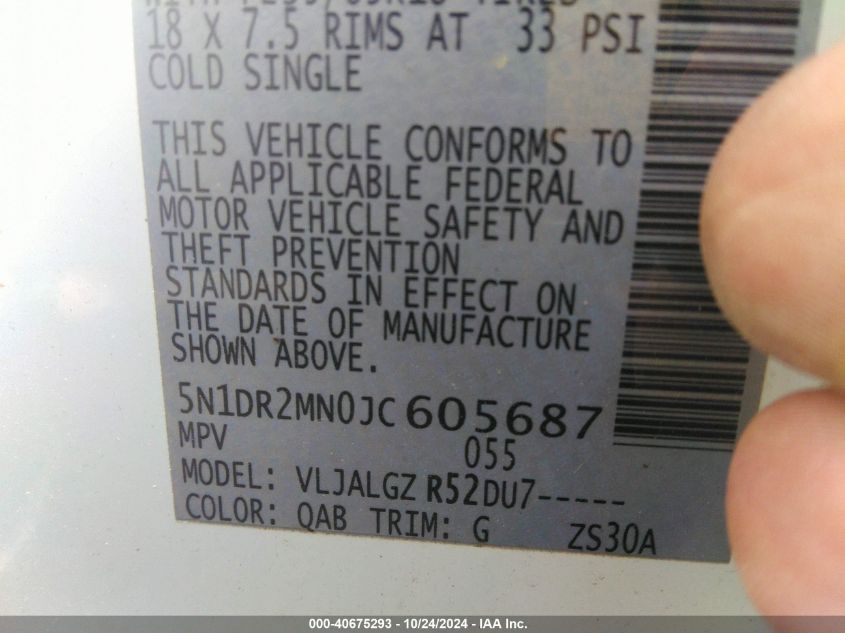 18 X 7.5 RIMS AT 33 PSI
COLD SINGLE
THIS VEHICLE CONFORMS TO
ALL APPLICABLE FEDERAL
MOTOR VEHICLE SAFETY AND
THEFT PREVENTION
STANDARDS IN EFFECT ON
THE DATE OF MANUFACTURE
SHOWN ABOVE.
5N1DR2MN0JC605687
MPV 055
MODEL: VLJALGZ R52DU7-----
COLOR: QAB TRIM: G ZS30A
000-40675293 - 10/24/2024 - IAA Inc.